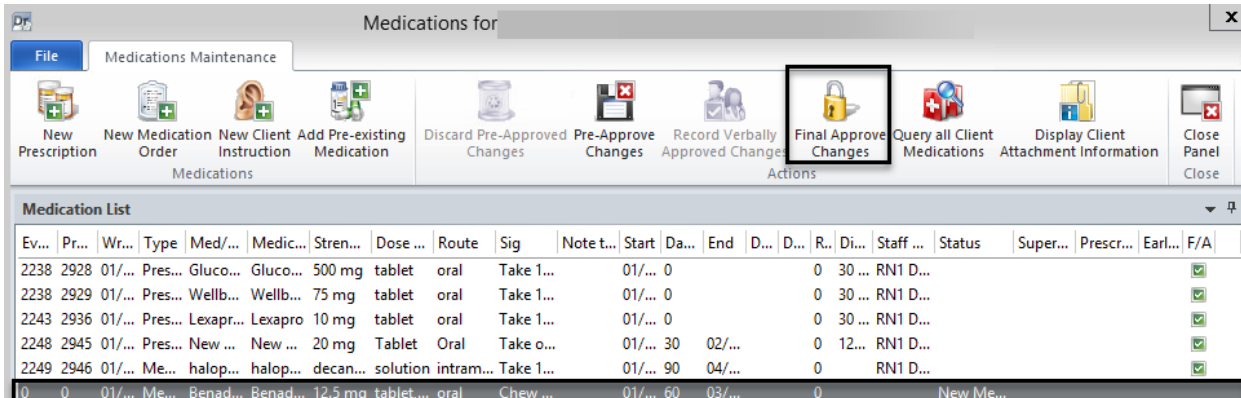 Medications for
File Medications Maintenance
New Prescription
New Medication Order
New Client Instruction
Add Pre-existing Medication
Discard Pre-Approved Changes
Pre-Approve Changes
Record Verbally Approved Changes
Final Approve Changes
Query all Client Medications
Display Client Attachment Information
Close Panel
Medications Actions Close
Medication List
Ev... Pr... Wr... Type Med/... Medic... Stren... Dose ... Route Sig Note t... Start Da... End D... D... R.. Di... Staff ... Status Super... Prescr... Earl... F/A
2238 2928 01/... Pres... Gluco... Gluco... 500 mg tablet oral Take 1... 01/... 0 0 30 ... RN1 D...
2238 2929 01/... Pres... Wellb... Wellb... 75 mg tablet oral Take 1... 01/... 0 0 30 ... RN1 D...
2243 2936 01/... Pres... Lexapr... Lexapro 10 mg tablet oral Take 1... 01/... 0 0 30 ... RN1 D...
2248 2945 01/... Pres... New ... New ... 20 mg Tablet Oral Take o... 01/... 30 02/... 0 12... RN1 D...
2249 2946 01/... Me... halop... halop... decan... solution intram... Take 1... 01/... 90 04/... 0 RN1 D...
0 0 01/... Me... Benad... Benad... 12.5 mg tablet,... oral Chew ... 01/... 60 03/... 0 New Me...